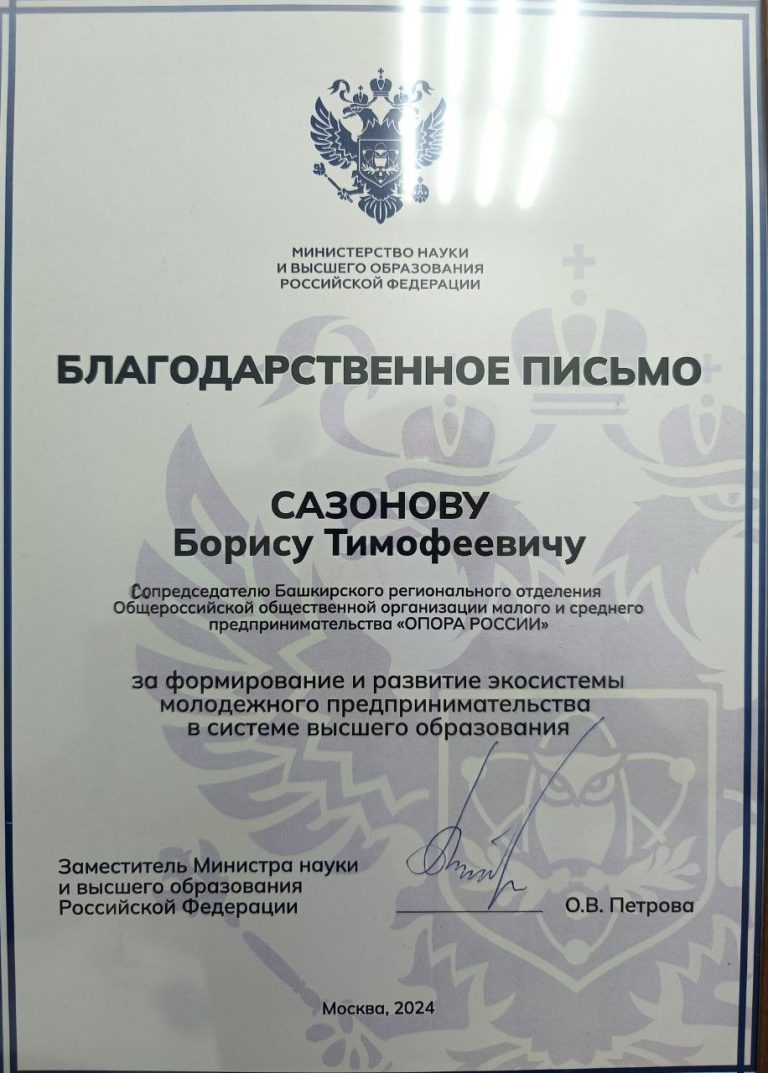 МИНИСТЕРСТВО НАУКИ
И ВЫСШЕГО ОБРАЗОВАНИЯ
РОССИЙСКОЙ ФЕДЕРАЦИИ
БЛАГОДАРСТВЕННОЕ ПИСЬМО
САЗОНОВУ
Борису Тимофеевичу
Сопредседателю Башкирского регионального отделения
Общероссийской общественной организации малого и среднего
предпринимательства «ОПОРА РОССИИ»
за формирование и развитие экосистемы
молодежного предпринимательства
в системе высшего образования
Заместитель Министра науки
и высшего образования
Российской Федерации
О.В. Петрова
Москва, 2024